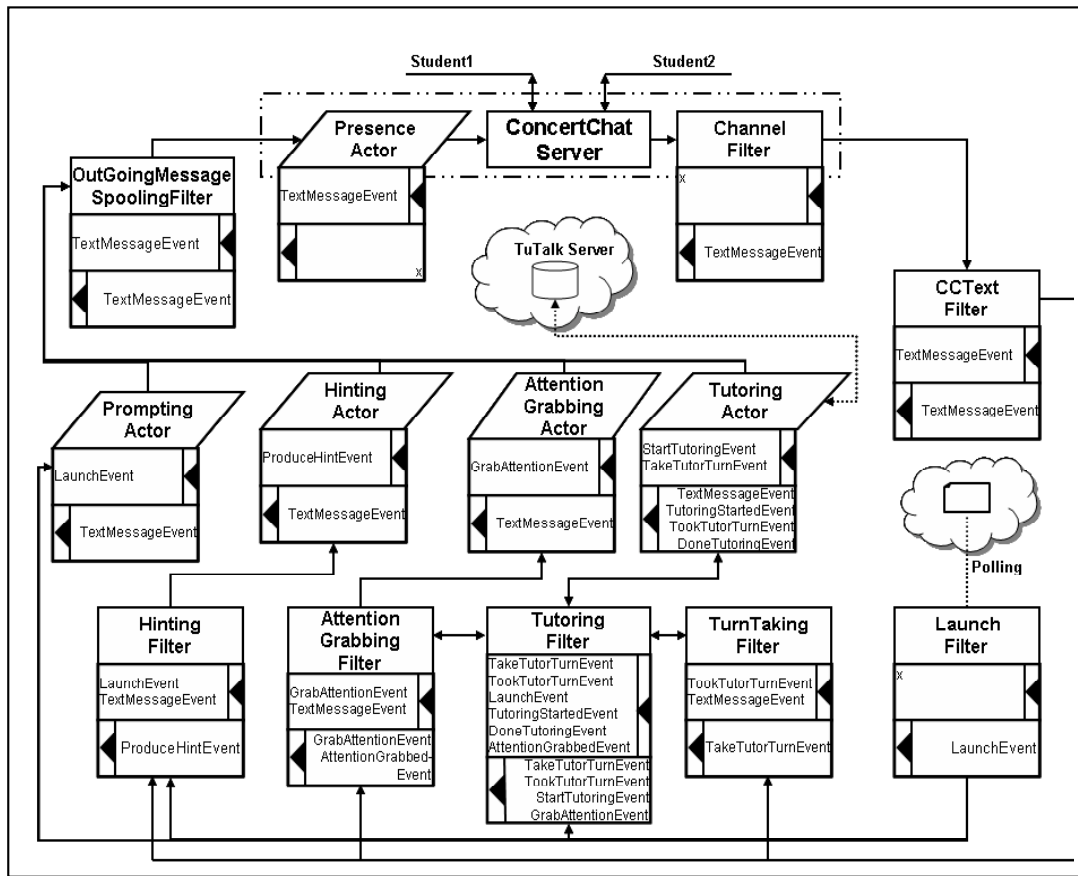 Student1
Student2
Presence
Actor
TextMessageEvent
x
ConcertChat
Server
Channel
Filter
x
TextMessageEvent
OutGoingMessage
SpoolingFilter
TextMessageEvent
TextMessageEvent
TuTalk Server
CCText
Filter
TextMessageEvent
TextMessageEvent
Prompting
Actor
LaunchEvent
TextMessageEvent
Hinting
Actor
ProduceHintEvent
TextMessageEvent
Attention
Grabbing
Actor
GrabAttentionEvent
TextMessageEvent
Tutoring
Actor
StartTutoringEvent
TakeTutorTurnEvent
TextMessageEvent
TutoringStartedEvent
TookTutorTurnEvent
DoneTutoringEvent
Polling
Hinting
Filter
LaunchEvent
TextMessageEvent
ProduceHintEvent
Attention
Grabbing
Filter
GrabAttentionEvent
TextMessageEvent
GrabAttentionEvent
AttentionGrabbed-
Event
Tutoring
Filter
TakeTutorTurnEvent
TookTutorTurnEvent
LaunchEvent
TutoringStartedEvent
DoneTutoringEvent
AttentionGrabbedEvent
TakeTutorTurnEvent
TookTutorTurnEvent
StartTutoringEvent
GrabAttentionEvent
TurnTaking
Filter
TookTutorTurnEvent
TextMessageEvent
TakeTutorTurnEvent
Launch
Filter
x
LaunchEvent